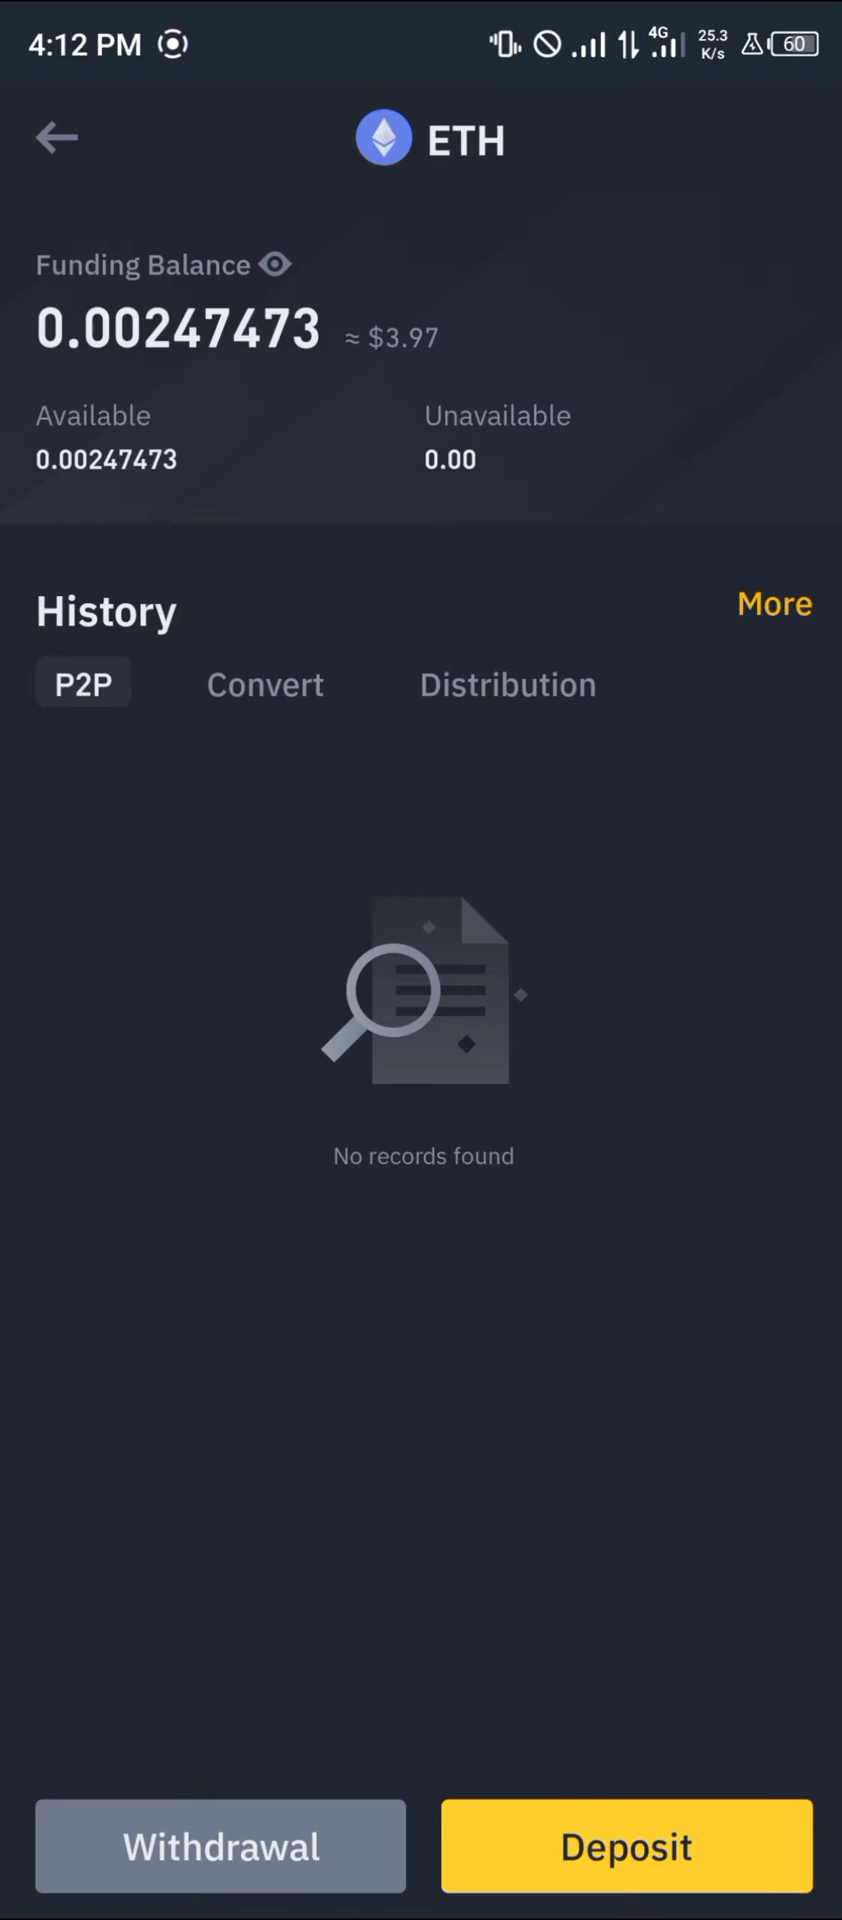 4:12 PM
4G
25.3
K/s
60
ETH
Funding Balance
0.00247473 ≈ $3.97
Available Unavailable
0.00247473 0.00
History More
P2P Convert Distribution
No records found
Withdrawal Deposit